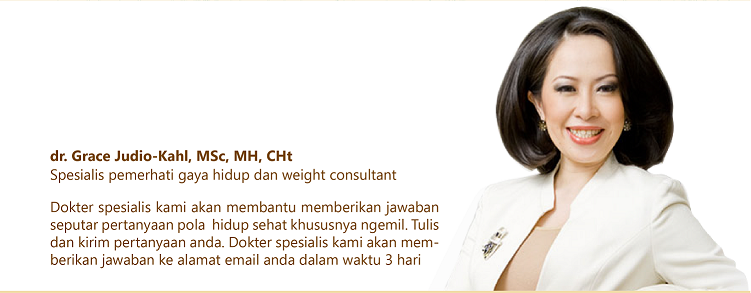 dr. Grace Judio-Kahl, MSc, MH, CHt
Spesialis pemerhati gaya hidup dan weight consultant
Dokter spesialis kami akan membantu memberikan jawaban
seputar pertanyaan pola hidup sehat khususnya ngemil. Tulis
dan kirim pertanyaan anda. Dokter spesialis kami akan mem-
berikan jawaban ke alamat email anda dalam waktu 3 hari